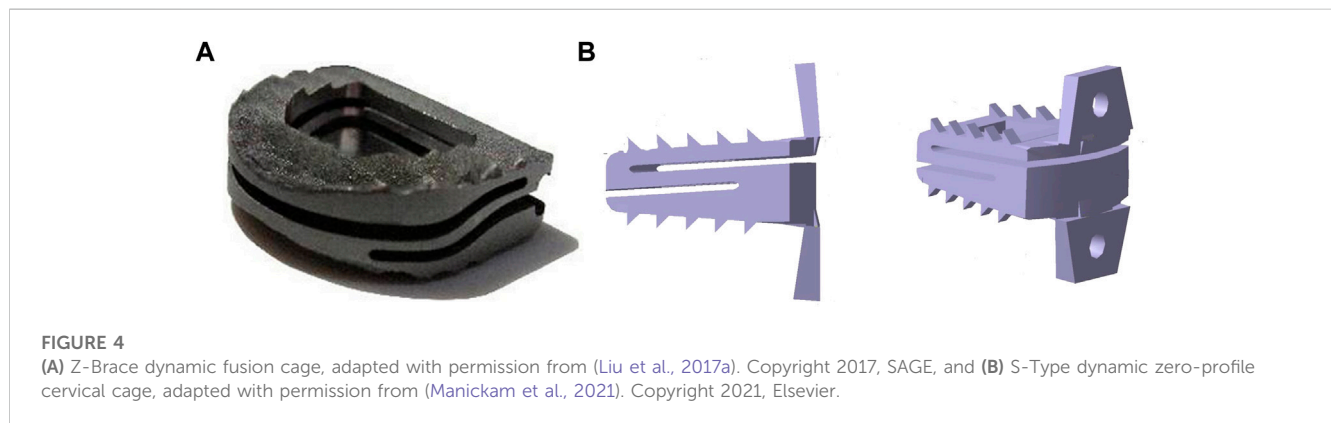 A
B
FIGURE 4
(A) Z-Brace dynamic fusion cage, adapted with permission from (Liu et al., 2017a). Copyright 2017, SAGE, and (B) S-Type dynamic zero-profile
cervical cage, adapted with permission from (Manickam et al., 2021). Copyright 2021, Elsevier.